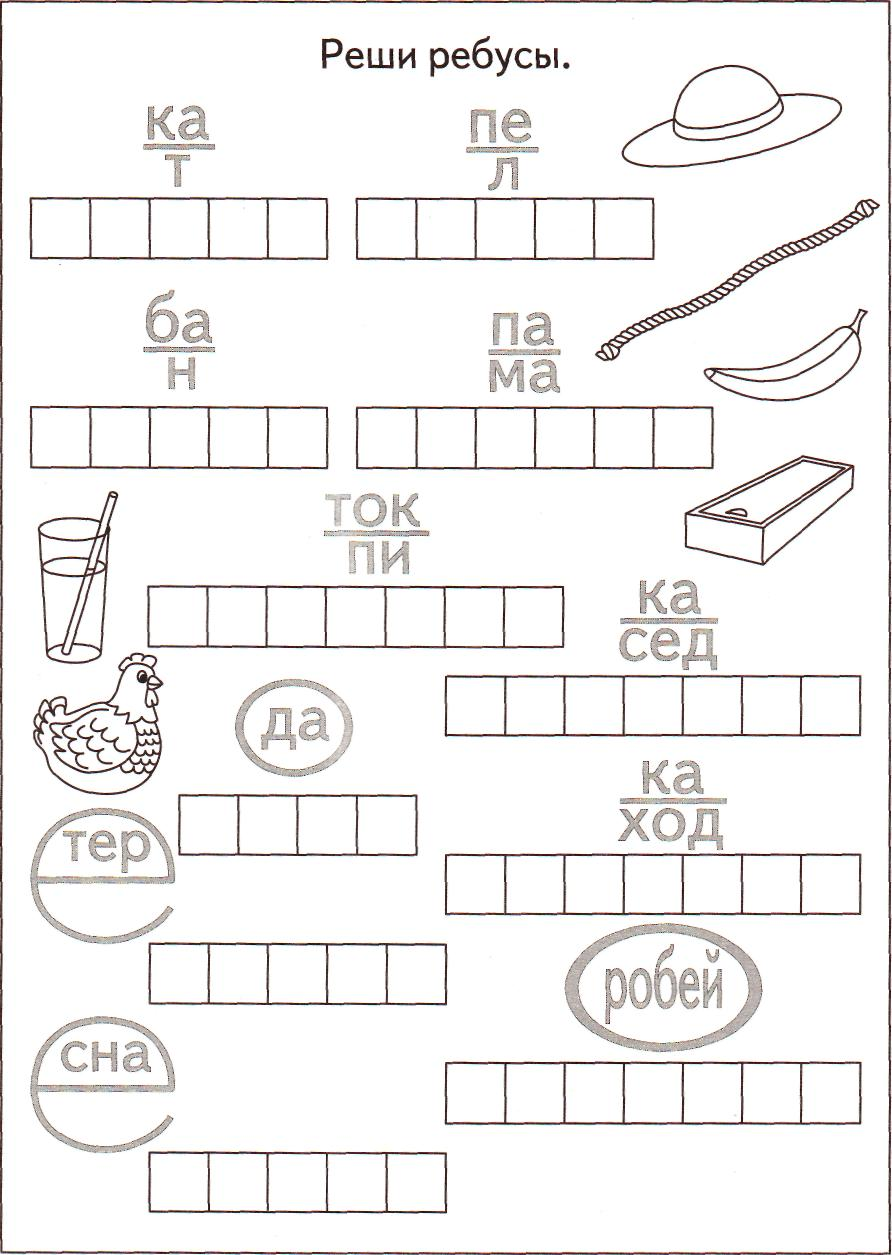 Реши ребусы.
ка
т
пе
л
ба
н
па
ма
ток
пи
ка
сед
да
ка
ход
тер
робей
сна